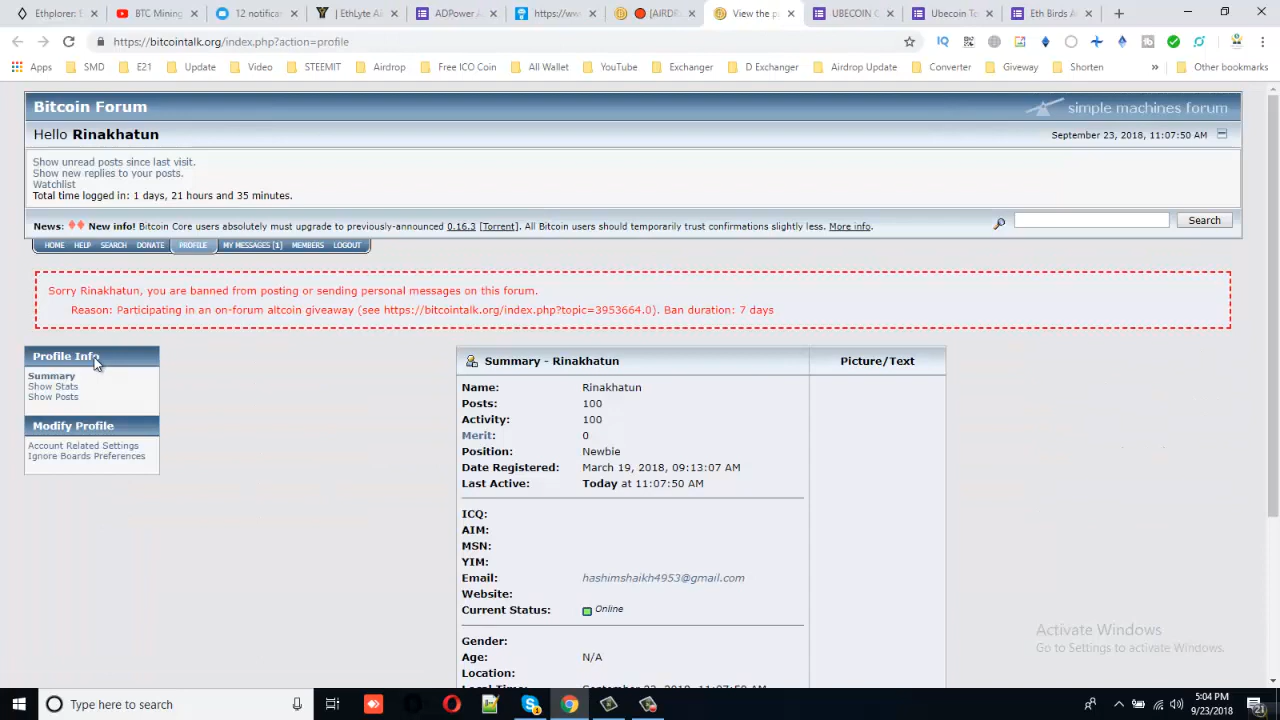 Ethplorer: E
BTC Mining
12 notificat
| EthLyte Ai
ADPower A
https://ww
[AIRDR
View the p
UBECOIN C
Ubecoin T
Eth Birds A
https://bitcointalk.org/index.php?action=profile
Apps SMD E21 Update Video STEEMIT Airdrop Free ICO Coin All Wallet YouTube Exchanger D Exchanger Airdrop Update Converter Giveway Shorten » Other bookmarks
Bitcoin Forum
simple machines forum
Hello Rinakhatun
September 23, 2018, 11:07:50 AM
Show unread posts since last visit.
Show new replies to your posts.
Watchlist
Total time logged in: 1 days, 21 hours and 35 minutes.
News: New info! Bitcoin Core users absolutely must upgrade to previously-announced 0.16.3 [Torrent]. All Bitcoin users should temporarily trust confirmations slightly less. More info.
Search
HOME HELP SEARCH DONATE PROFILE MY MESSAGES [1] MEMBERS LOGOUT
Sorry Rinakhatun, you are banned from posting or sending personal messages on this forum.
Reason: Participating in an on-forum altcoin giveaway (see https://bitcointalk.org/index.php?topic=3953664.0). Ban duration: 7 days
Profile Info
Summary
Show Stats
Show Posts
Modify Profile
Account Related Settings
Ignore Boards Preferences
Summary - Rinakhatun
Picture/Text
Name: Rinakhatun
Posts: 100
Activity: 100
Merit: 0
Position: Newbie
Date Registered: March 19, 2018, 09:13:07 AM
Last Active: Today at 11:07:50 AM
ICQ:
AIM:
MSN:
YIM:
Email: hashimshaikh4953@gmail.com
Website:
Current Status: Online
Gender:
Age: N/A
Location:
Local Time: September 23, 2018, 11:07:50 AM
Activate Windows
Go to Settings to activate Windows.
Type here to search
5:04 PM
9/23/2018
21